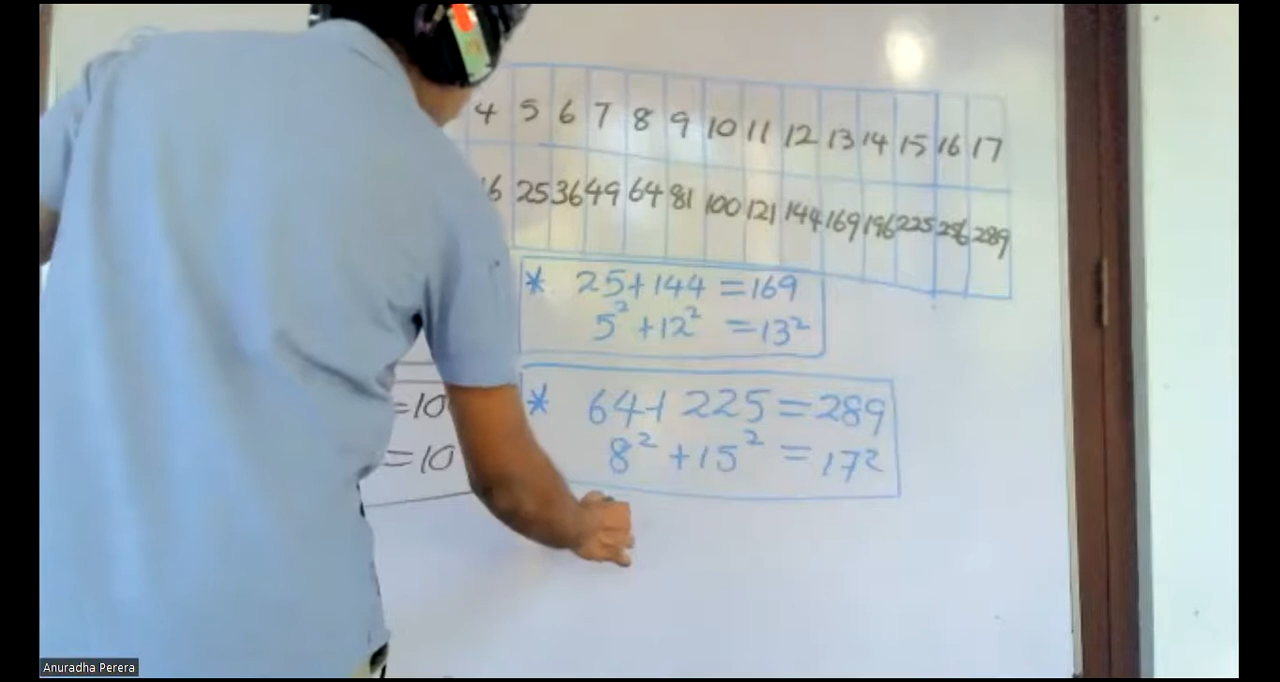 4 5 6 7 8 9 10 11 12 13 14 15 16 17
16 25 36 49 64 81 100 121 144 169 196 225 256 289
* 25+144 =169
5² +12² =13²
=10
* 64+225=289
8² +15² = 17²
=10
Anuradha Perera